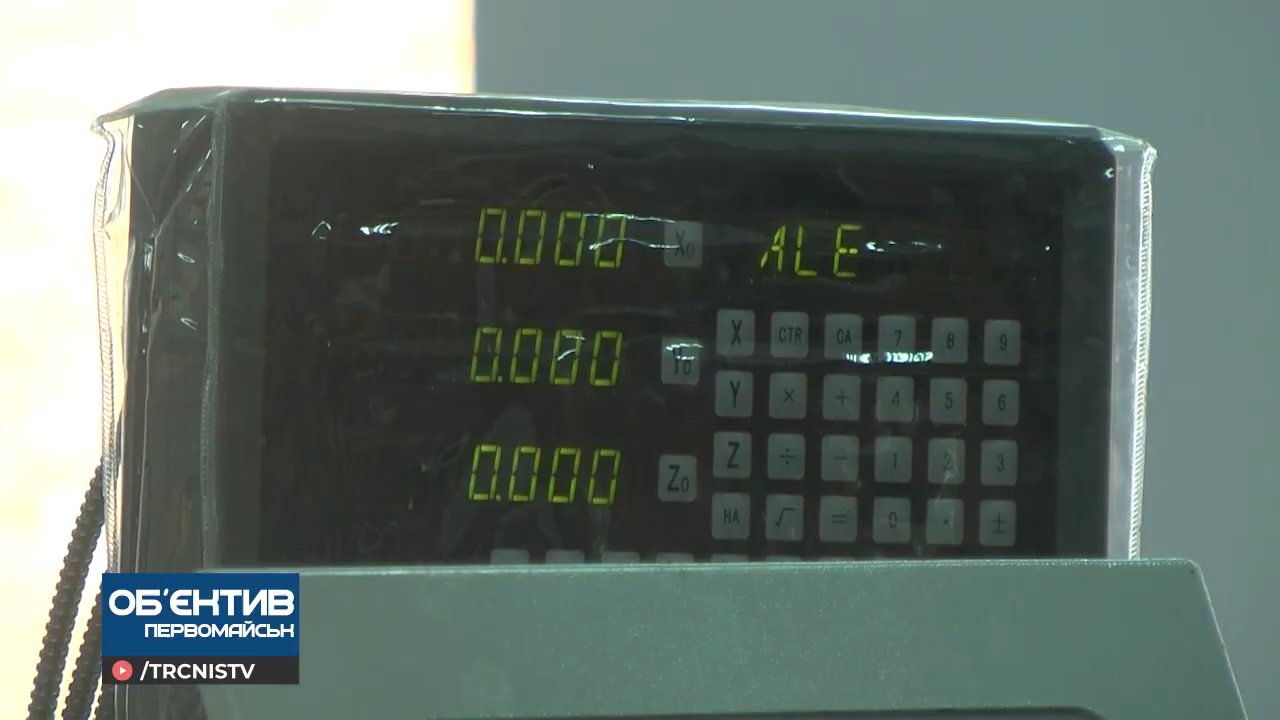 0.000 X0 ALE
X CTR CA 7 8 9
0.000 Y0
Y × + 4 5 6
Z ÷ − 1 2 3
0.000 Z0
HA √ = 0 . ±
ОБ'ЄКТИВ
ПЕРВОМАЙСЬК
/TRCNISTV